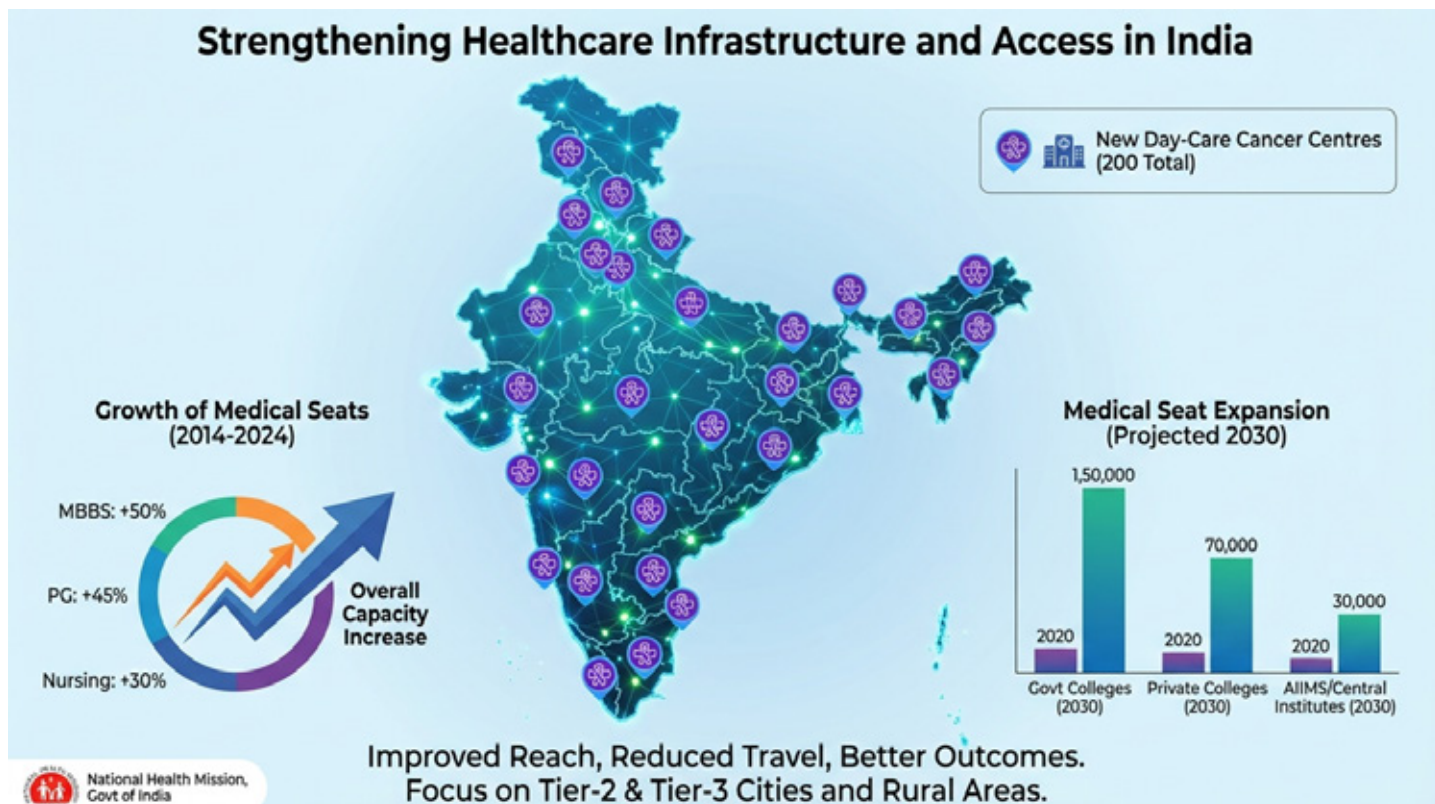 Strengthening Healthcare Infrastructure and Access in India
New Day-Care Cancer Centres
(200 Total)
Growth of Medical Seats
(2014-2024)
MBBS: +50%
PG: +45%
Nursing: +30%
Overall
Capacity
Increase
Medical Seat Expansion
(Projected 2030)
1,50,000
70,000
30,000
2020
2020
2020
Govt Colleges
(2030)
Private Colleges
(2030)
AIIMS/Central
Institutes (2030)
Improved Reach, Reduced Travel, Better Outcomes.
Focus on Tier-2 & Tier-3 Cities and Rural Areas.
National Health Mission,
Govt of India